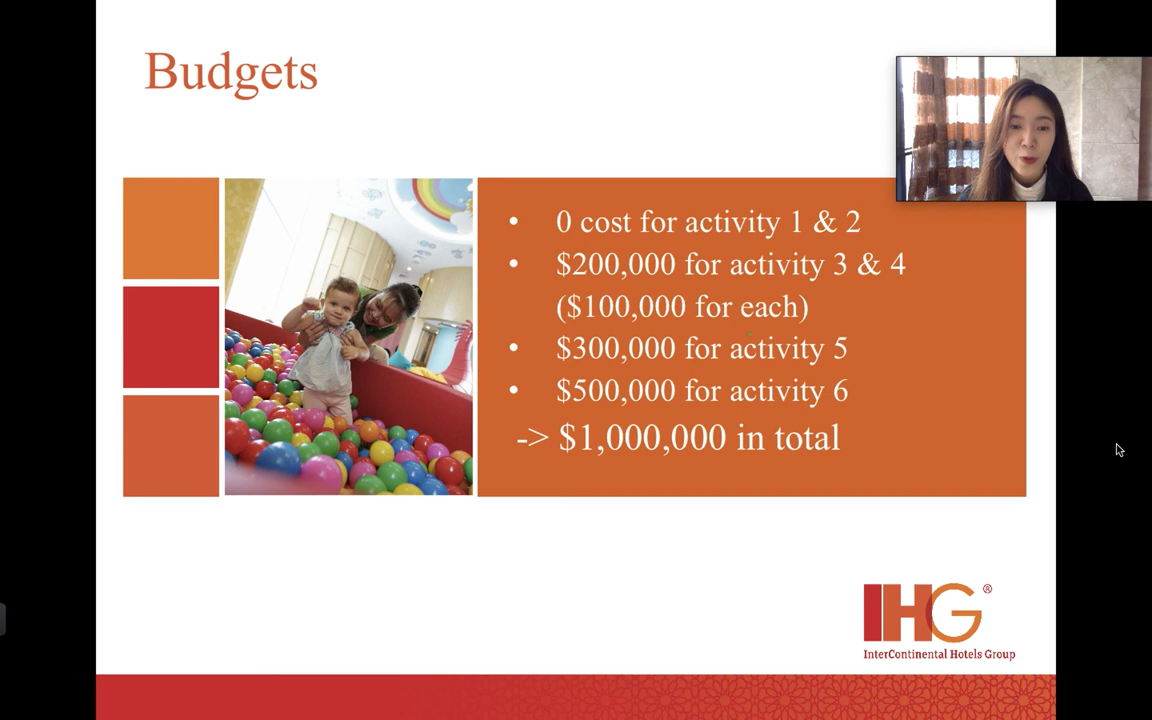 Budgets
• 0 cost for activity 1 & 2
• $200,000 for activity 3 & 4
($100,000 for each)
• $300,000 for activity 5
• $500,000 for activity 6
-> $1,000,000 in total
IHG®
InterContinental Hotels Group